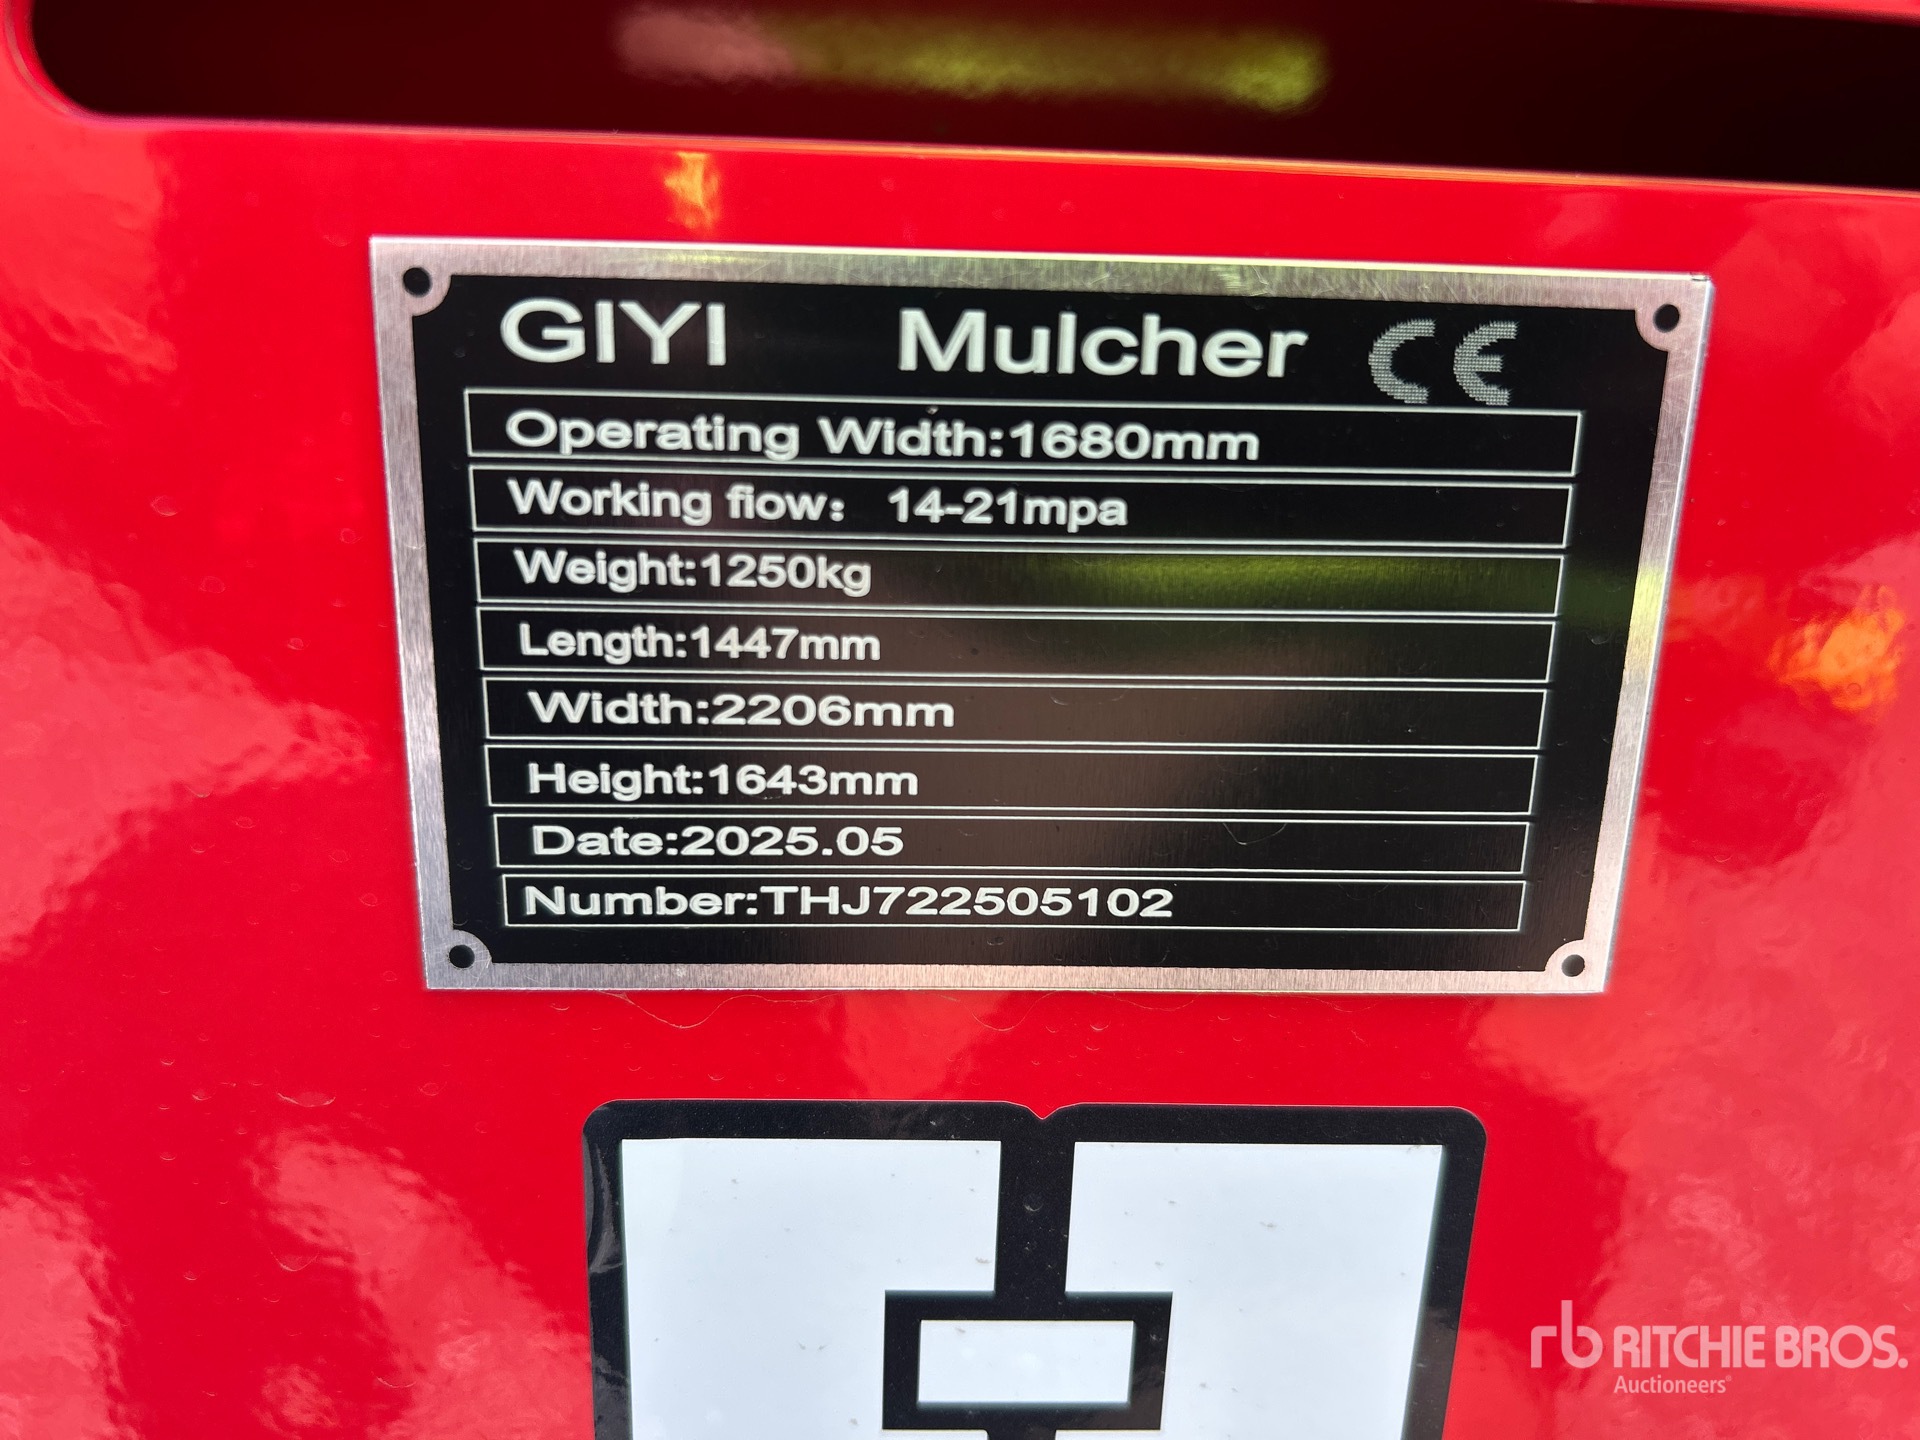 GIYI Mulcher CE
Operating Width:1680mm
Working fiow: 14-21mpa
Weight:1250kg
Length:1447mm
Width:2206mm
Height:1643mm
Date:2025.05
Number:THJ722505102
rb RITCHIE BROS.
Auctioneers